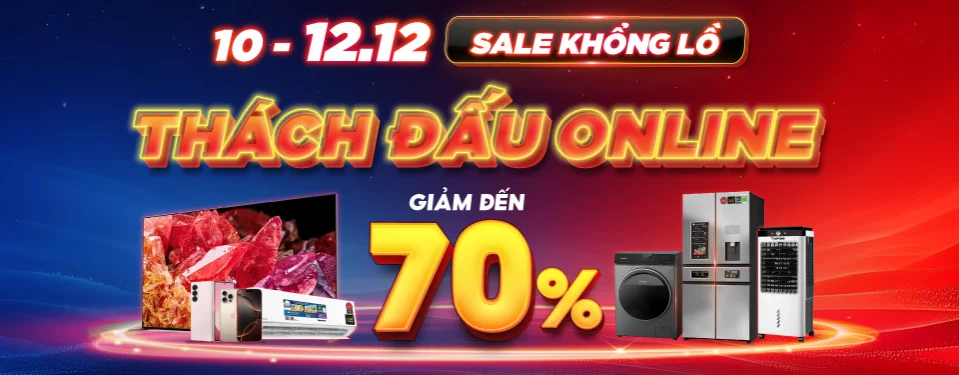 10 - 12.12
SALE KHỔNG LỒ
THÁCH ĐẤU ONLINE
GIẢM ĐẾN
70%